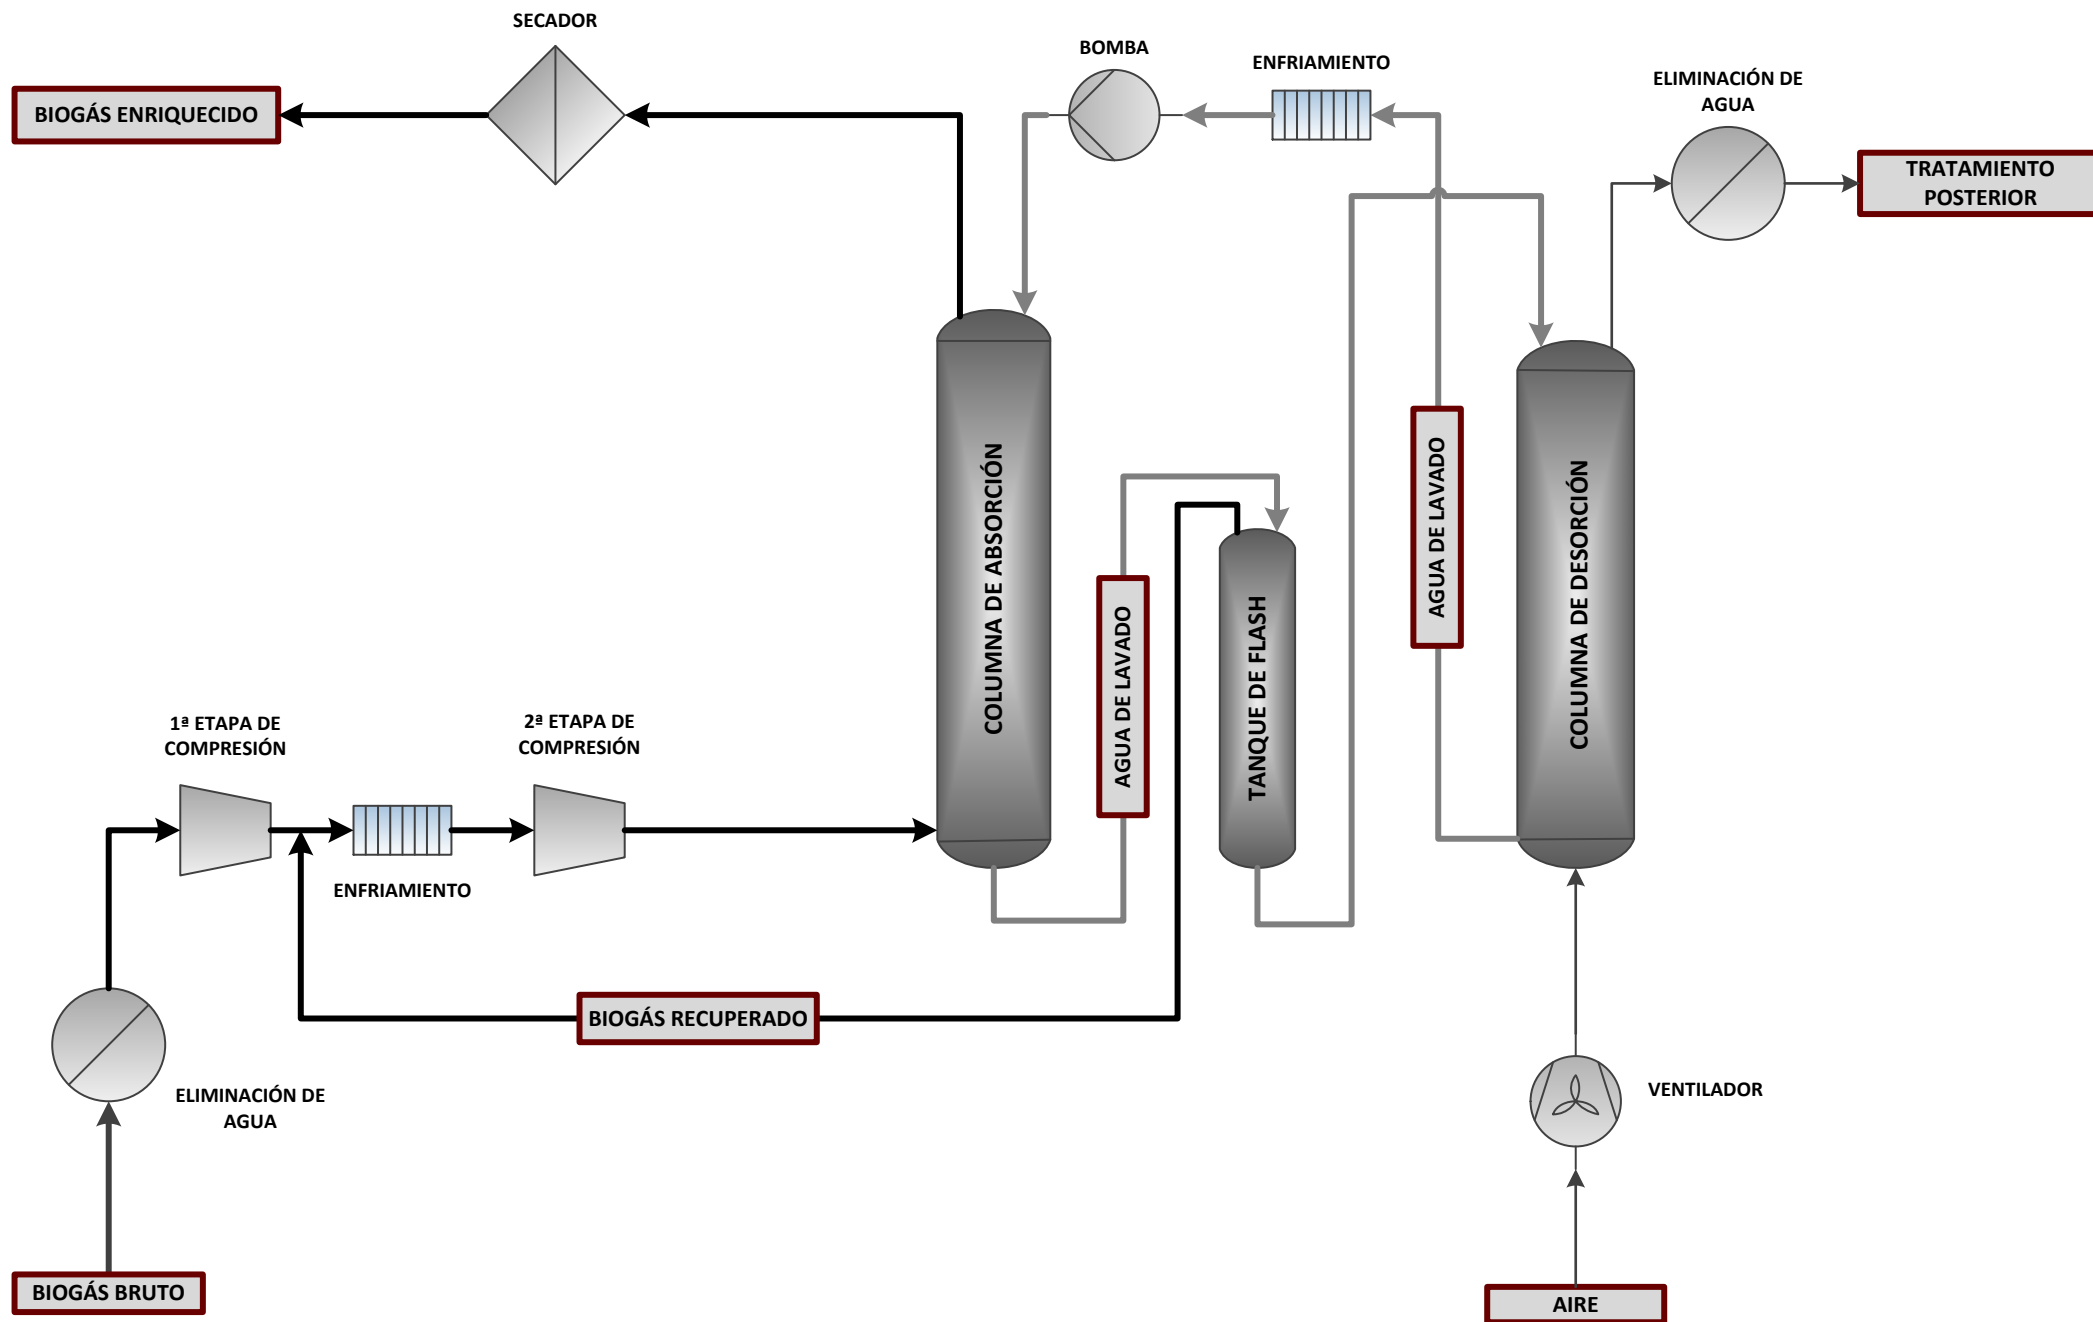 SECADOR
BOMBA
ENFRIAMIENTO
ELIMINACIÓN DE
AGUA
BIOGÁS ENRIQUECIDO
TRATAMIENTO
POSTERIOR
COLUMNA DE ABSORCIÓN
AGUA DE LAVADO
TANQUE DE FLASH
AGUA DE LAVADO
COLUMNA DE DESORCIÓN
1ª ETAPA DE
COMPRESIÓN
2ª ETAPA DE
COMPRESIÓN
ENFRIAMIENTO
BIOGÁS RECUPERADO
ELIMINACIÓN DE
AGUA
VENTILADOR
BIOGÁS BRUTO
AIRE